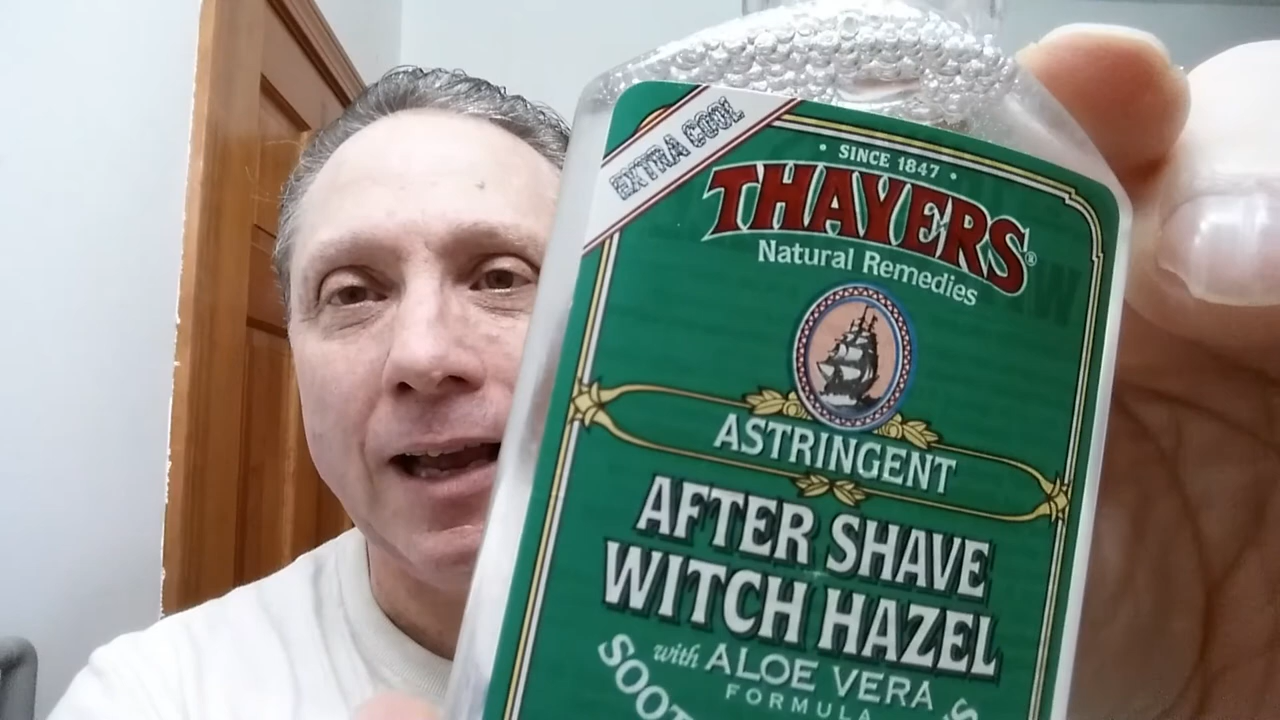 EXTRA COOL
• SINCE 1847 •
THAYERS®
Natural Remedies
ASTRINGENT
AFTER SHAVE
WITCH HAZEL
with ALOE VERA
FORMULA